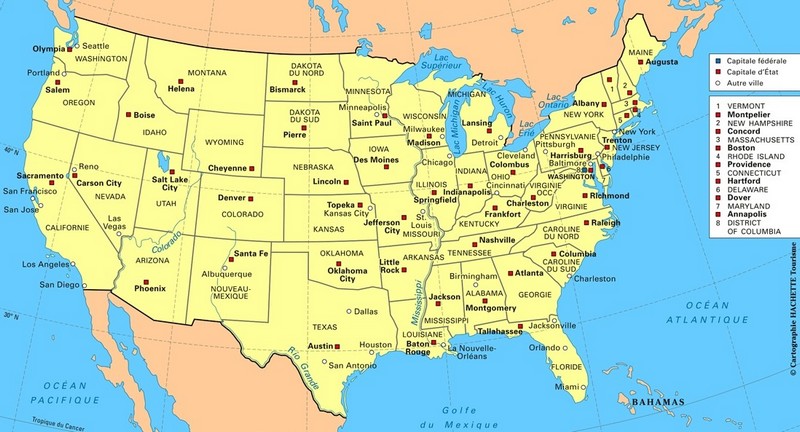 Olympia
Seattle
WASHINGTON
Portland
Salem
OREGON
MONTANA
Helena
Boise
IDAHO
WYOMING
Cheyenne
DAKOTA
DU NORD
Bismarck
DAKOTA
DU SUD
Pierre
MINNESOTA
Minneapolis
Saint Paul
Lac
Supérieur
WISCONSIN
Milwaukee
Madison
Lac Michigan
MICHIGAN
Lansing
Detroit
Lac Huron
Lac
Ontario
Lac
Érié
MAINE
Augusta
Albany
NEW YORK
1
2
3
4
5
New York
PENNSYLVANIE
Pittsburgh
Harrisburg
Trenton
NEW JERSEY
Philadelphie
Baltimore
WASHINGTON
8
6
7
40° N
Sacramento
San Francisco
San Jose
Reno
Carson City
NEVADA
CALIFORNIE
Las
Vegas
Los Angeles
San Diego
Salt Lake
City
UTAH
Denver
COLORADO
Colorado
ARIZONA
Phoenix
Santa Fe
Albuquerque
NOUVEAU-
MEXIQUE
NEBRASKA
Lincoln
IOWA
Des Moines
Topeka
Kansas City
KANSAS
Jefferson
City
St.
Louis
MISSOURI
Chicago
ILLINOIS
Springfield
INDIANA
Indianapolis
Cleveland
Colombus
OHIO
Cincinnati
VIRGINIE
OCC.
Charleston
Frankfort
KENTUCKY
VIRGINIE
Richmond
Raleigh
CAROLINE
DU NORD
Nashville
TENNESSEE
Columbia
CAROLINE
DU SUD
Charleston
OKLAHOMA
Oklahoma
City
ARKANSAS
Little
Rock
Mississippi
Birmingham
ALABAMA
Montgomery
Atlanta
GEORGIE
Jackson
MISSISSIPPI
Dallas
TEXAS
Austin
Houston
San Antonio
Rio Grande
LOUISIANE
Baton
Rouge
La Nouvelle-
Orléans
Tallahassee
Jacksonville
Orlando
FLORIDE
Miami
30° N
OCÉAN
PACIFIQUE
Tropique du Cancer
Golfe
du Mexique
BAHAMAS
OCÉAN
ATLANTIQUE
Capitale fédérale
Capitale d'État
Autre ville
1 VERMONT
Montpelier
2 NEW HAMPSHIRE
Concord
3 MASSACHUSETTS
Boston
4 RHODE ISLAND
Providence
5 CONNECTICUT
Hartford
6 DELAWARE
Dover
7 MARYLAND
Annapolis
8 DISTRICT
OF COLUMBIA
© Cartographie HACHETTE Tourisme